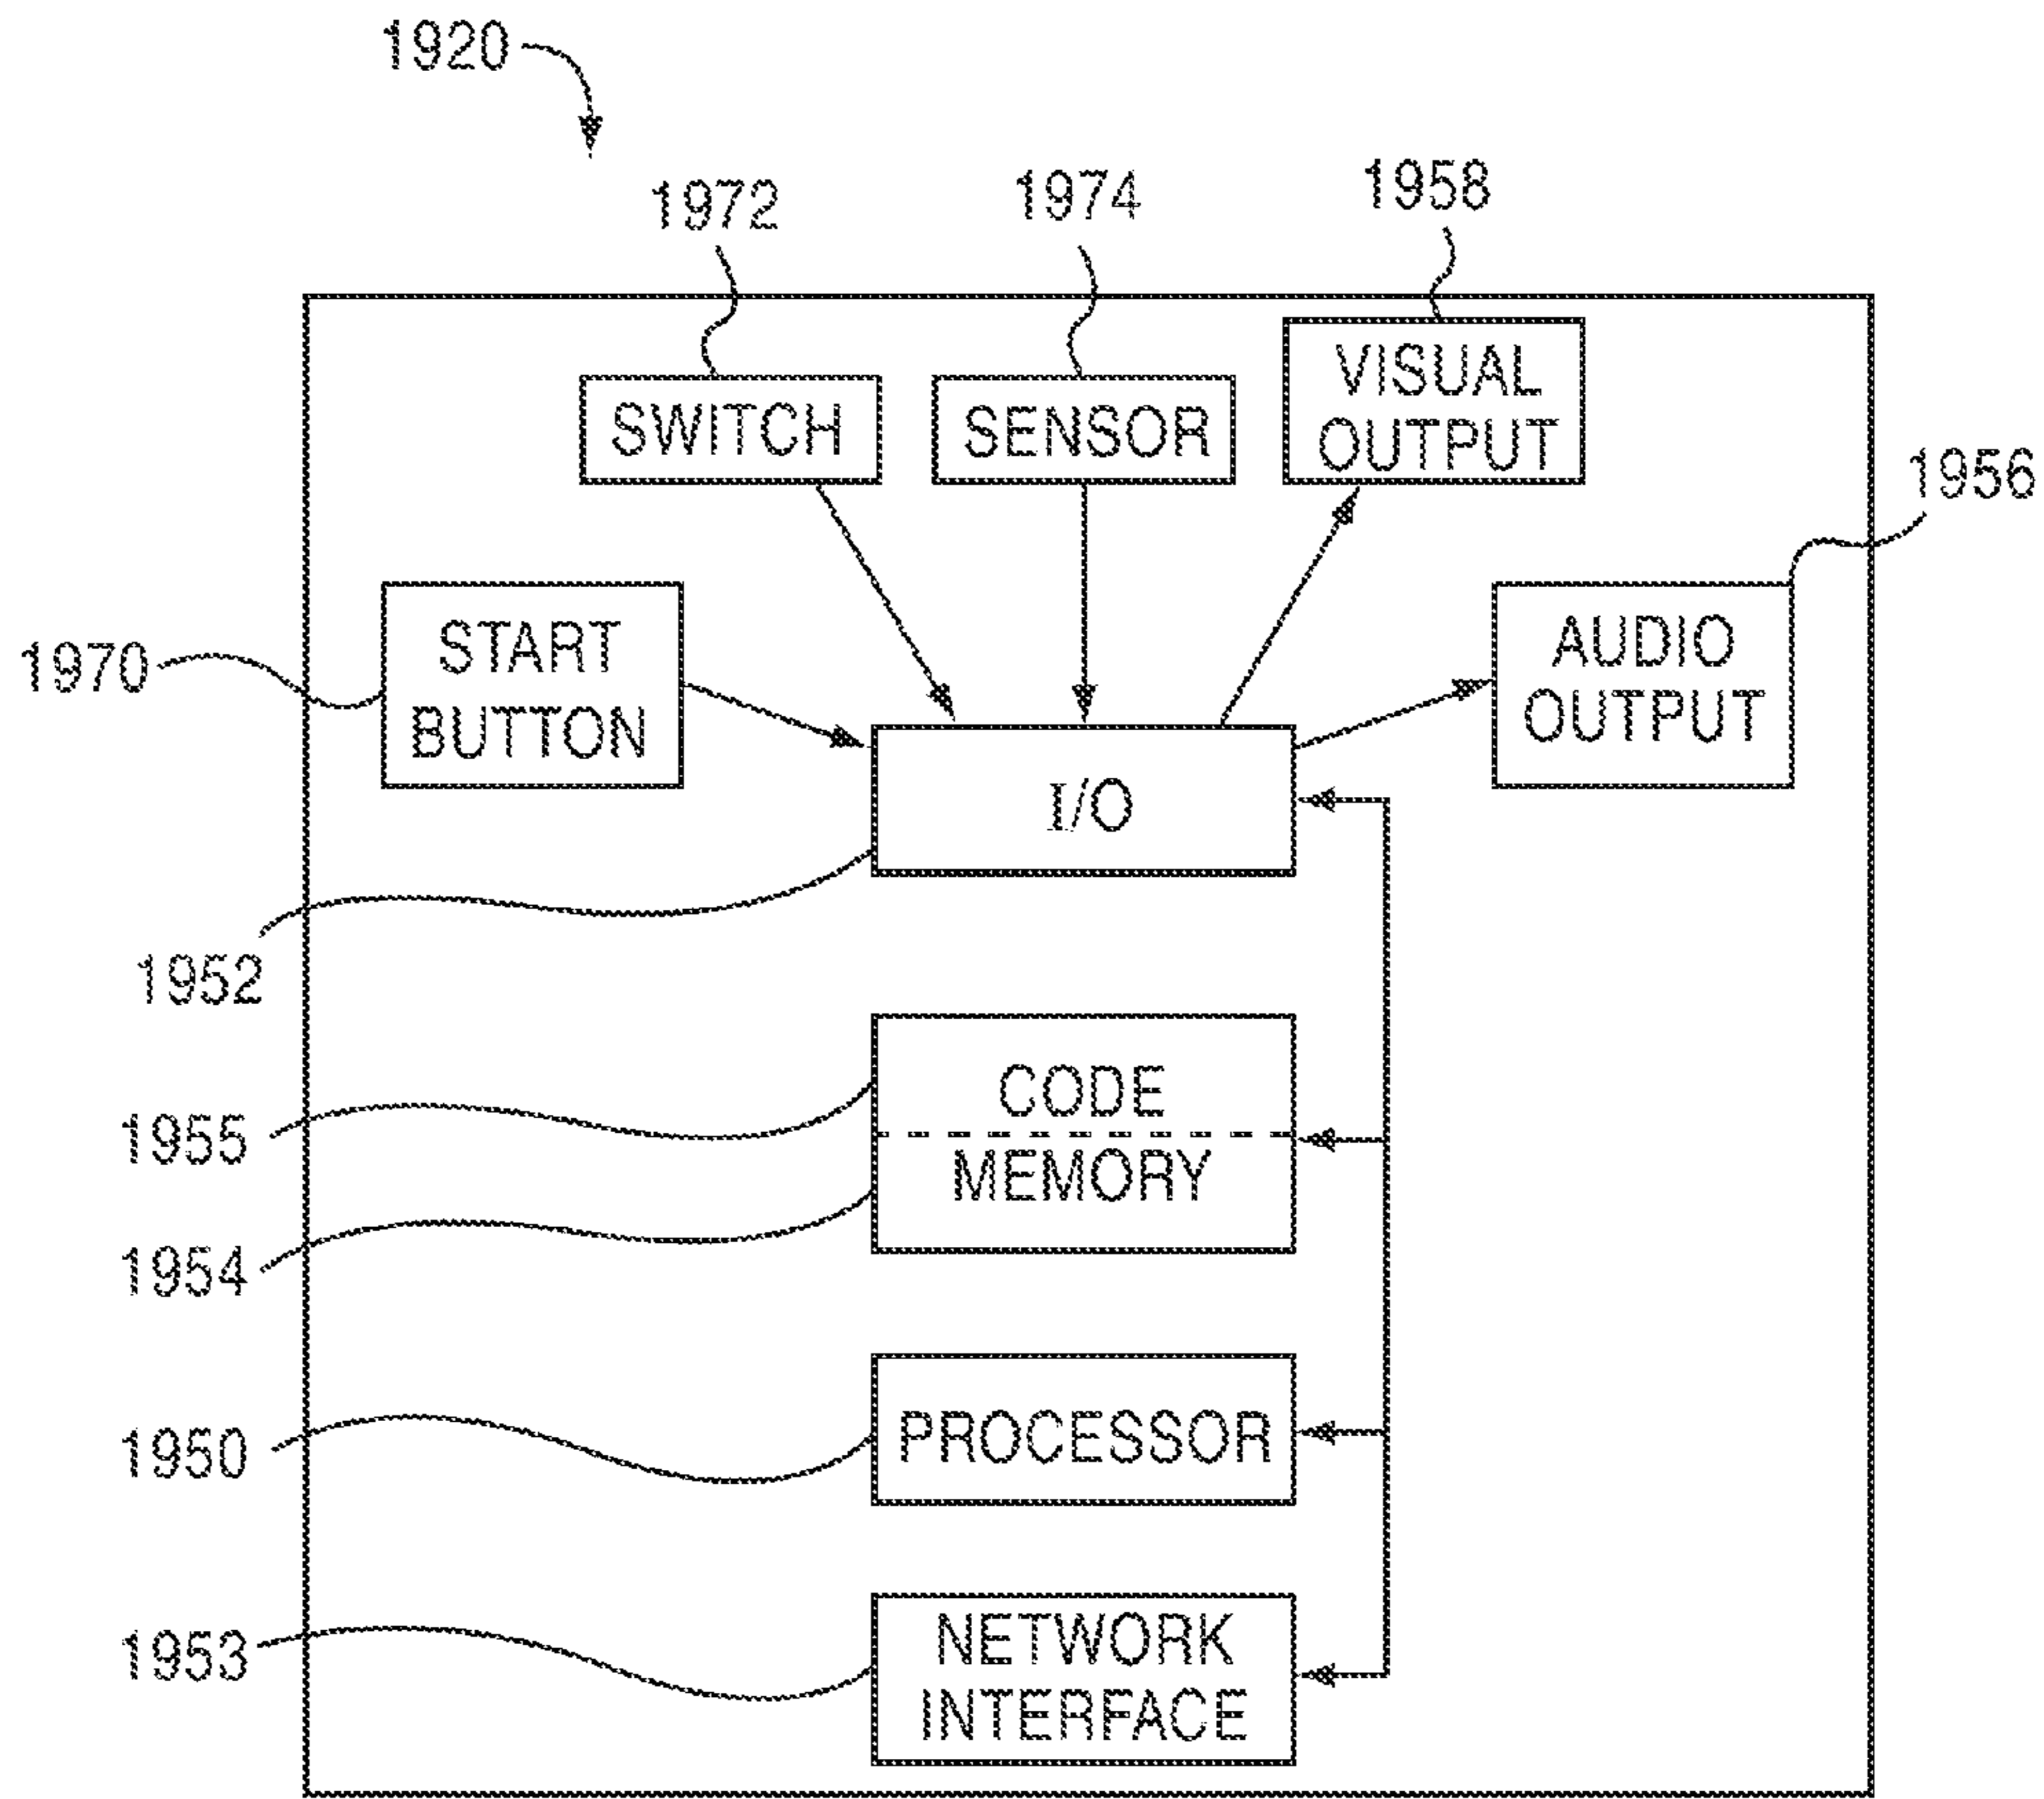 1920
1972
1974
1958
SWITCH
SENSOR
VISUAL
OUTPUT
1956
1970
START
BUTTON
AUDIO
OUTPUT
I/O
1952
1955
CODE
MEMORY
1954
1950
PROCESSOR
1953
NETWORK
INTERFACE